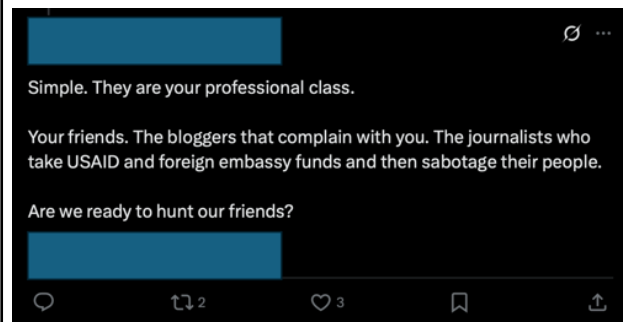 Simple. They are your professional class.
Your friends. The bloggers that complain with you. The journalists who
take USAID and foreign embassy funds and then sabotage their people.
Are we ready to hunt our friends?
2
3